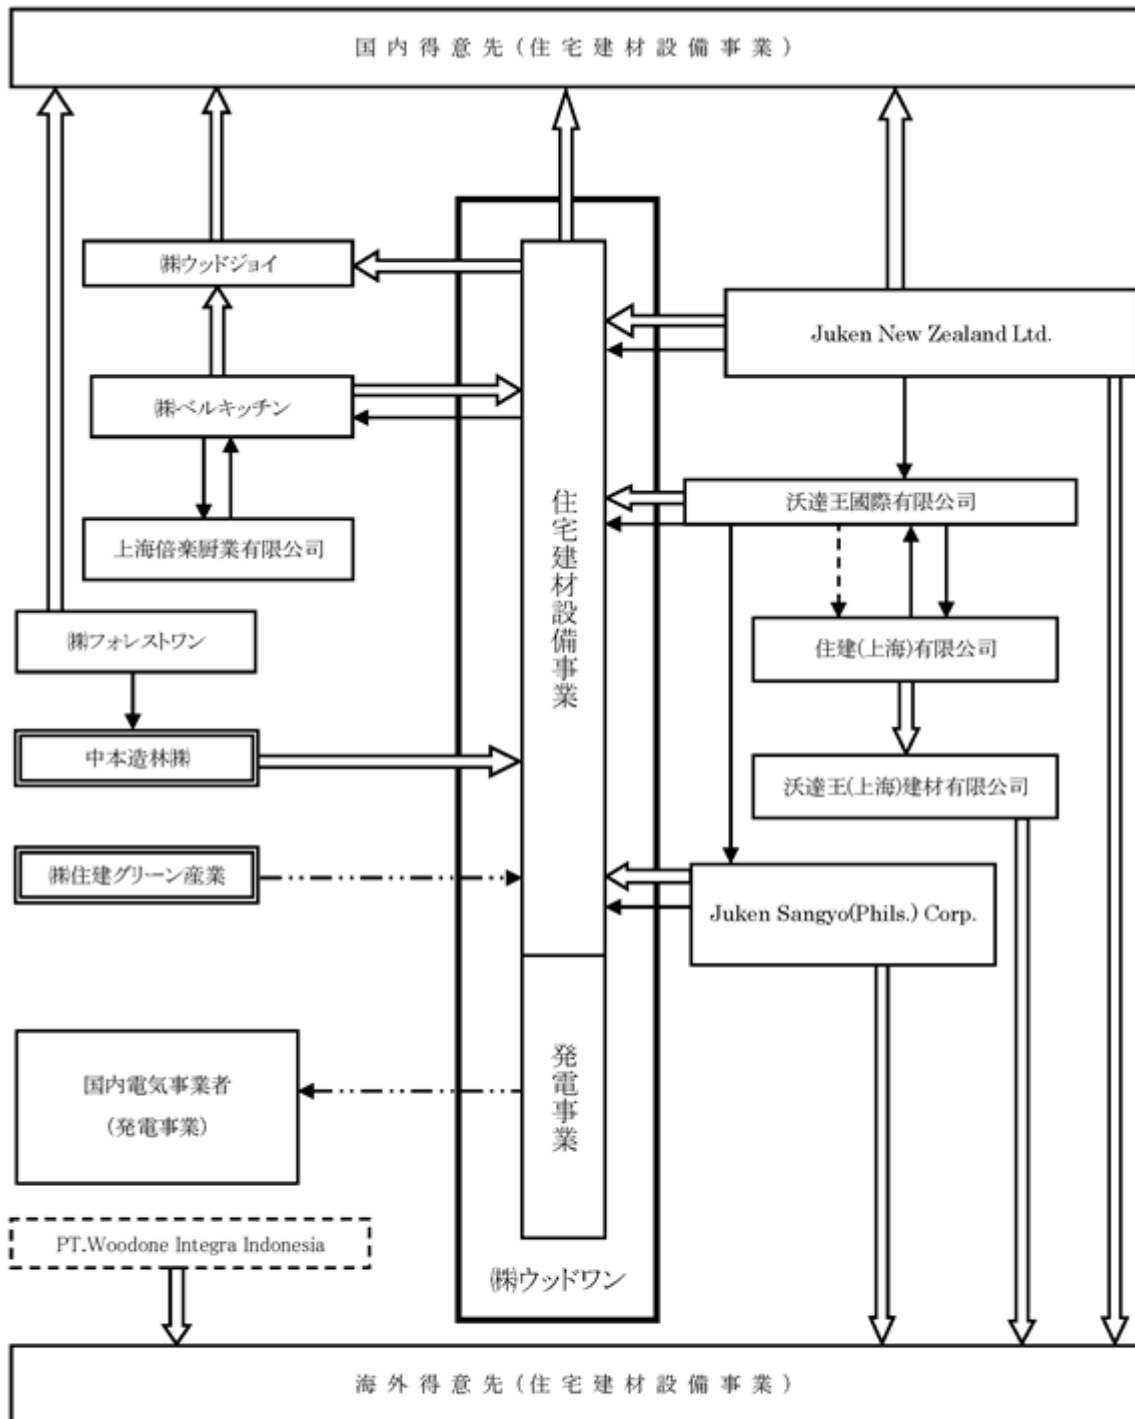 国内得意先(住宅建材設備事業)
㈱ウッドジョイ
Juken New Zealand Ltd.
㈱ベルキッチン
沃達王國際有限公司
上海倍楽厨業有限公司
住宅建材設備事業
㈱フォレストワン
住建(上海)有限公司
中本造林㈱
沃達王(上海)建材有限公司
㈱住建グリーン産業
Juken Sangyo(Phils.) Corp.
国内電気事業者
(発電事業)
発電事業
PT.Woodone Integra Indonesia
㈱ウッドワン
海外得意先(住宅建材設備事業)